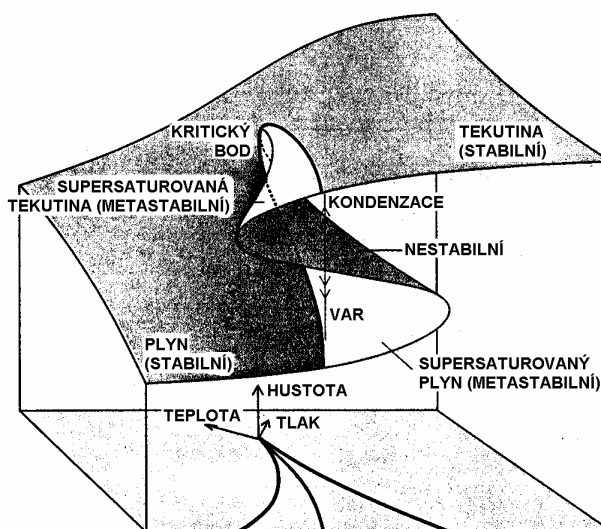 KRITICKÝ
BOD
TEKUTINA
(STABILNÍ)
SUPERSATUROVANÁ
TEKUTINA (METASTABILNÍ)
KONDENZACE
NESTABILNÍ
VAR
PLYN
(STABILNÍ)
SUPERSATUROVANÝ
PLYN (METASTABILNÍ)
HUSTOTA
TEPLOTA
TLAK